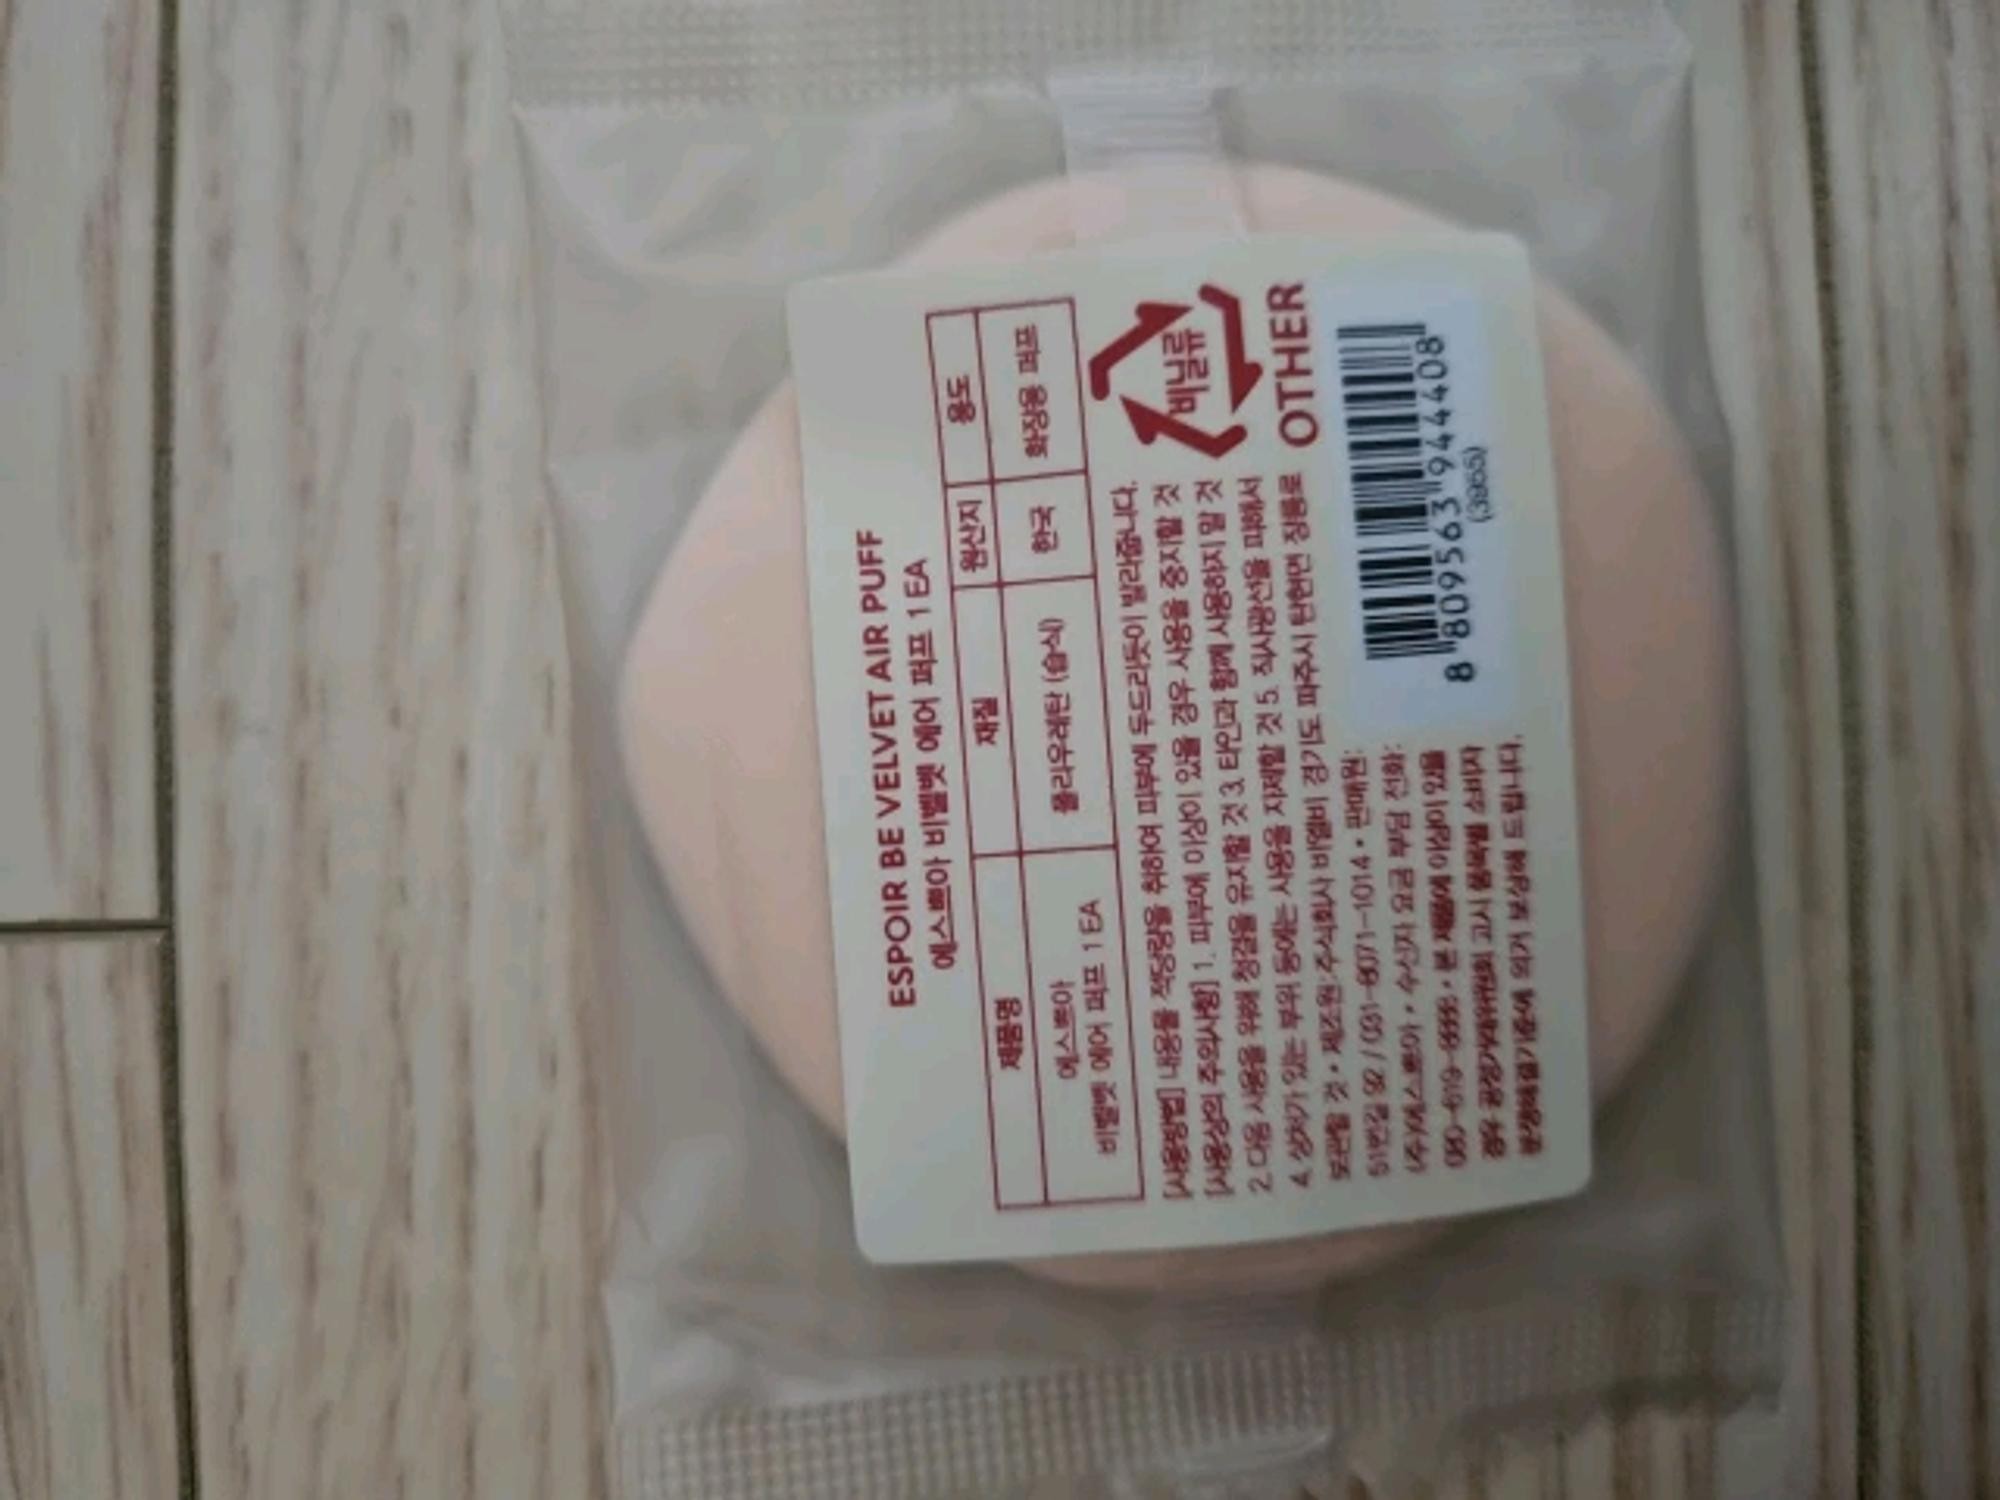 ESPOIR BE VELVET AIR PUFF
에스쁘아 비벨벳 에어 퍼프 1 EA
제품명 재질 원산지 용도
에스쁘아
비벨벳 에어 퍼프 1 EA
폴리우레탄 (습식) 한국 화장용 퍼프
[사용방법] 내용물 적당량을 취하여 피부에 두드리듯이 발라줍니다.
[사용상의 주의사항] 1. 피부에 이상이 있을 경우 사용을 중지할 것
2. 다음 사용을 위해 청결을 유지할 것 3. 타인과 함께 사용하지 말 것
4. 상처가 있는 부위 등에는 사용을 자제할 것 5. 직사광선을 피해서
보관할 것 • 제조원: 주식회사 비엘비 경기도 파주시 탄현면 정릉로
51번길 92 / 031-8071-1014 • 판매원:
(주)에스쁘아 • 수신자 요금 부담 전화:
본 제품에 이상이 있을
경우 공정거래위원회 고시 품목별 소비자
분쟁해결기준에 의거 보상해 드립니다.
비닐류
OTHER
8 809563 944408
(3965)